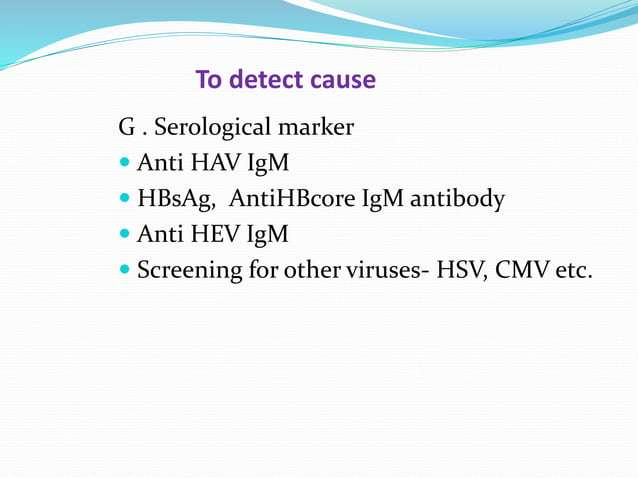 To detect cause
G . Serological marker
• Anti HAV IgM
• HBsAg, AntiHBcore IgM antibody
• Anti HEV IgM
• Screening for other viruses- HSV, CMV etc.